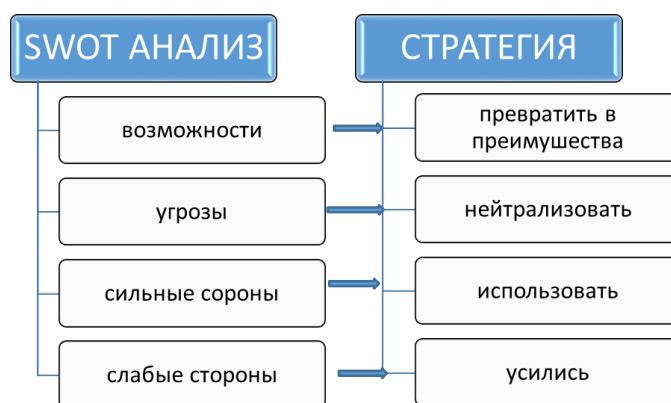 SWOT АНАЛИЗ
возможности
угрозы
сильные сороны
слабые стороны
СТРАТЕГИЯ
превратить в
преимушества
нейтрализовать
использовать
усились